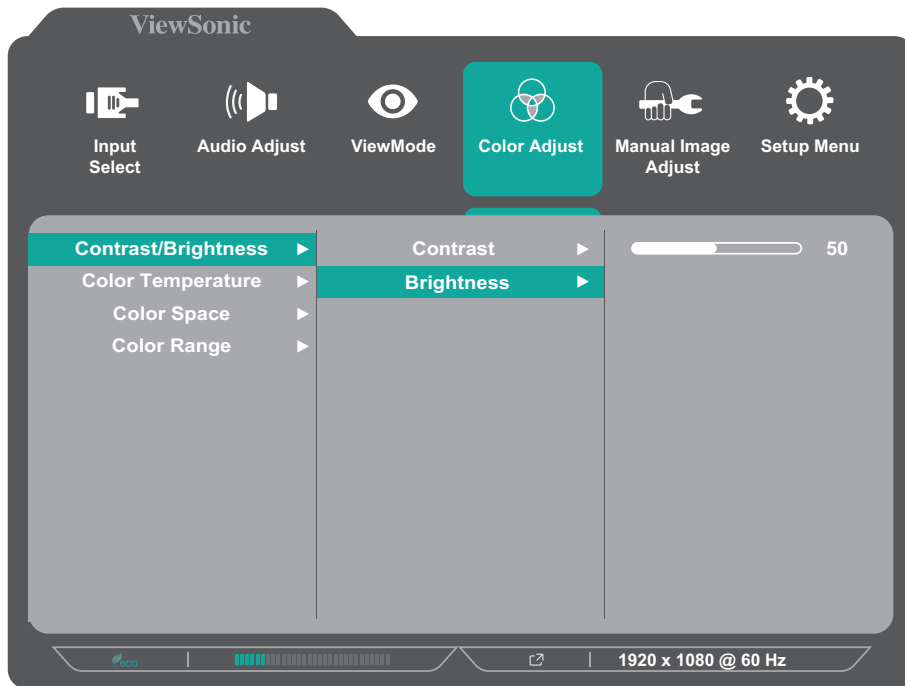 ViewSonic
Input Select
Audio Adjust
ViewMode
Color Adjust
Manual Image Adjust
Setup Menu
Contrast/Brightness
Color Temperature
Color Space
Color Range
Contrast
Brightness
50
eco
1920 x 1080 @ 60 Hz